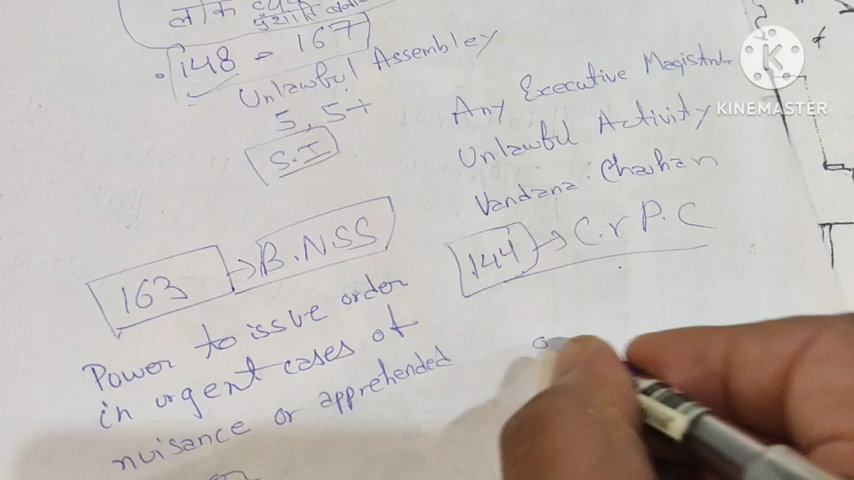 लोक व्यव
148 - 167
Unlawful Assembley
5, 5+
S.I
Any Executive Magistrate
Unlawful Activity
Vandana Chauhan
163 → B.NSS
144 → C.r P.C
Power to issue order
in urgent cases of
nuisance or apprehended
KINEMASTER